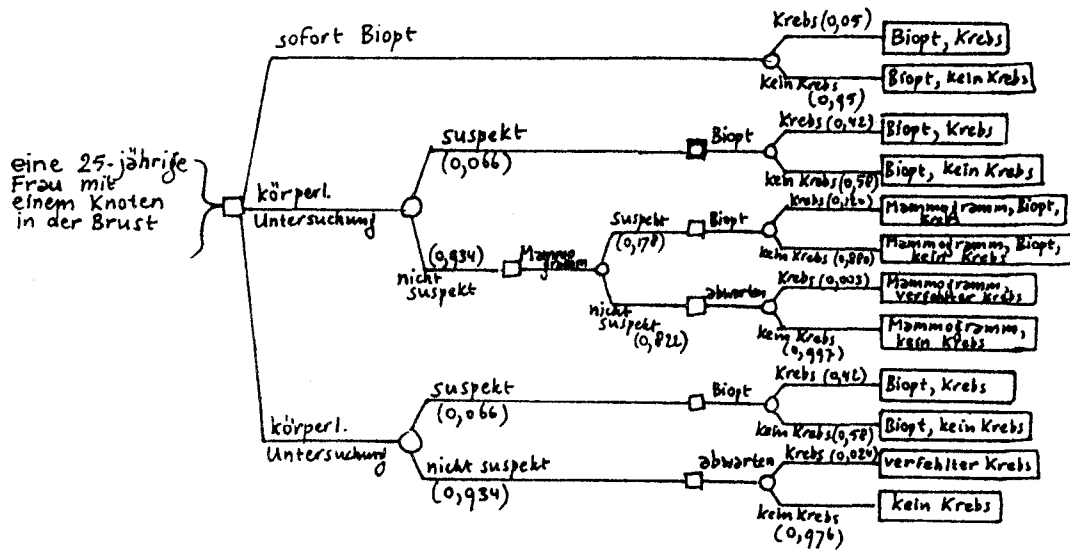 eine 25-jährige
Frau mit
einem Knoten
in der Brust
sofort Biopt
Krebs (0,05)
Biopt, Krebs
kein Krebs
(0,95)
Biopt, kein Krebs
körperl.
Untersuchung
suspekt
(0,066)
Biopt
Krebs (0,42)
Biopt, Krebs
kein Krebs (0,58)
Biopt, kein Krebs
(0,934)
nicht
suspekt
Mammo
gramm
suspekt
(0,178)
Biopt
Krebs (0,120)
Mammogramm, Biopt,
Krebs
kein Krebs (0,880)
Mammogramm, Biopt,
kein Krebs
nicht
suspekt
(0,822)
abwarten
Krebs (0,003)
Mammogramm,
verfehlter Krebs
kein Krebs
(0,997)
Mammogramm,
kein Krebs
körperl.
Untersuchung
suspekt
(0,066)
Biopt
Krebs (0,42)
Biopt, Krebs
kein Krebs (0,58)
Biopt, kein Krebs
nicht suspekt
(0,934)
abwarten
Krebs (0,024)
verfehlter Krebs
kein Krebs
(0,976)
kein Krebs